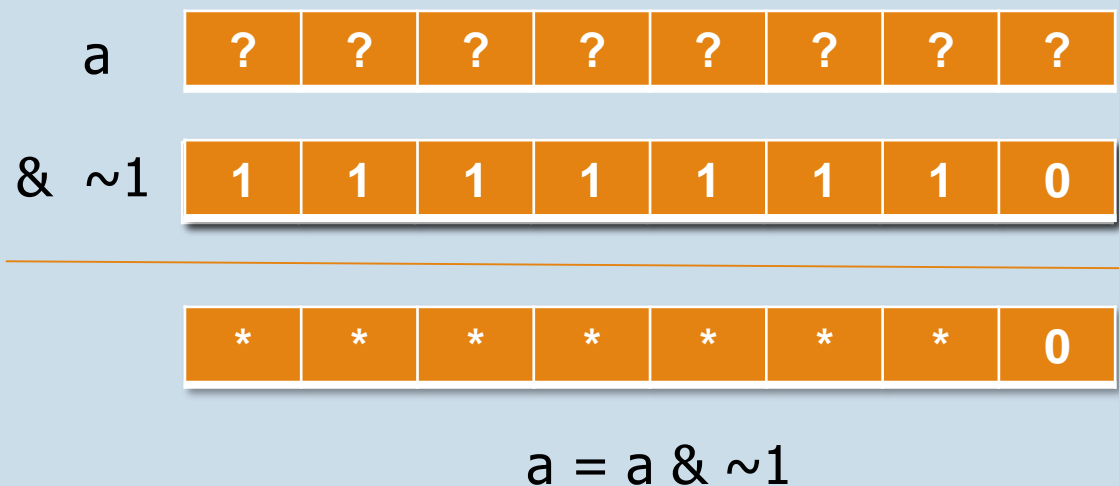 a ? ? ? ? ? ? ? ?
& ~1 1 1 1 1 1 1 1 0
* * * * * * * 0
a = a & ~1